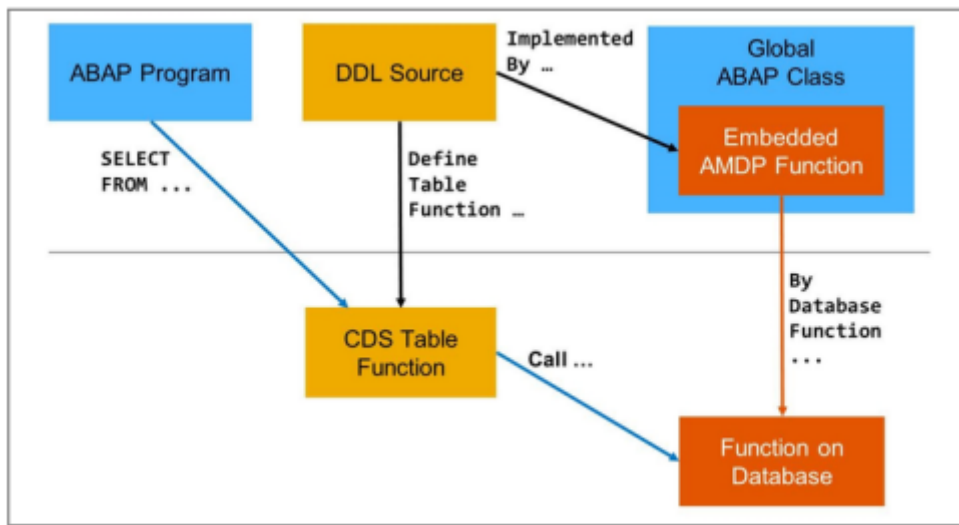 ABAP Program
DDL Source
Implemented
By …
Global
ABAP Class
Embedded
AMDP Function
SELECT
FROM ...
Define
Table
Function …
By
Database
Function
...
CDS Table
Function
Call ...
Function on
Database